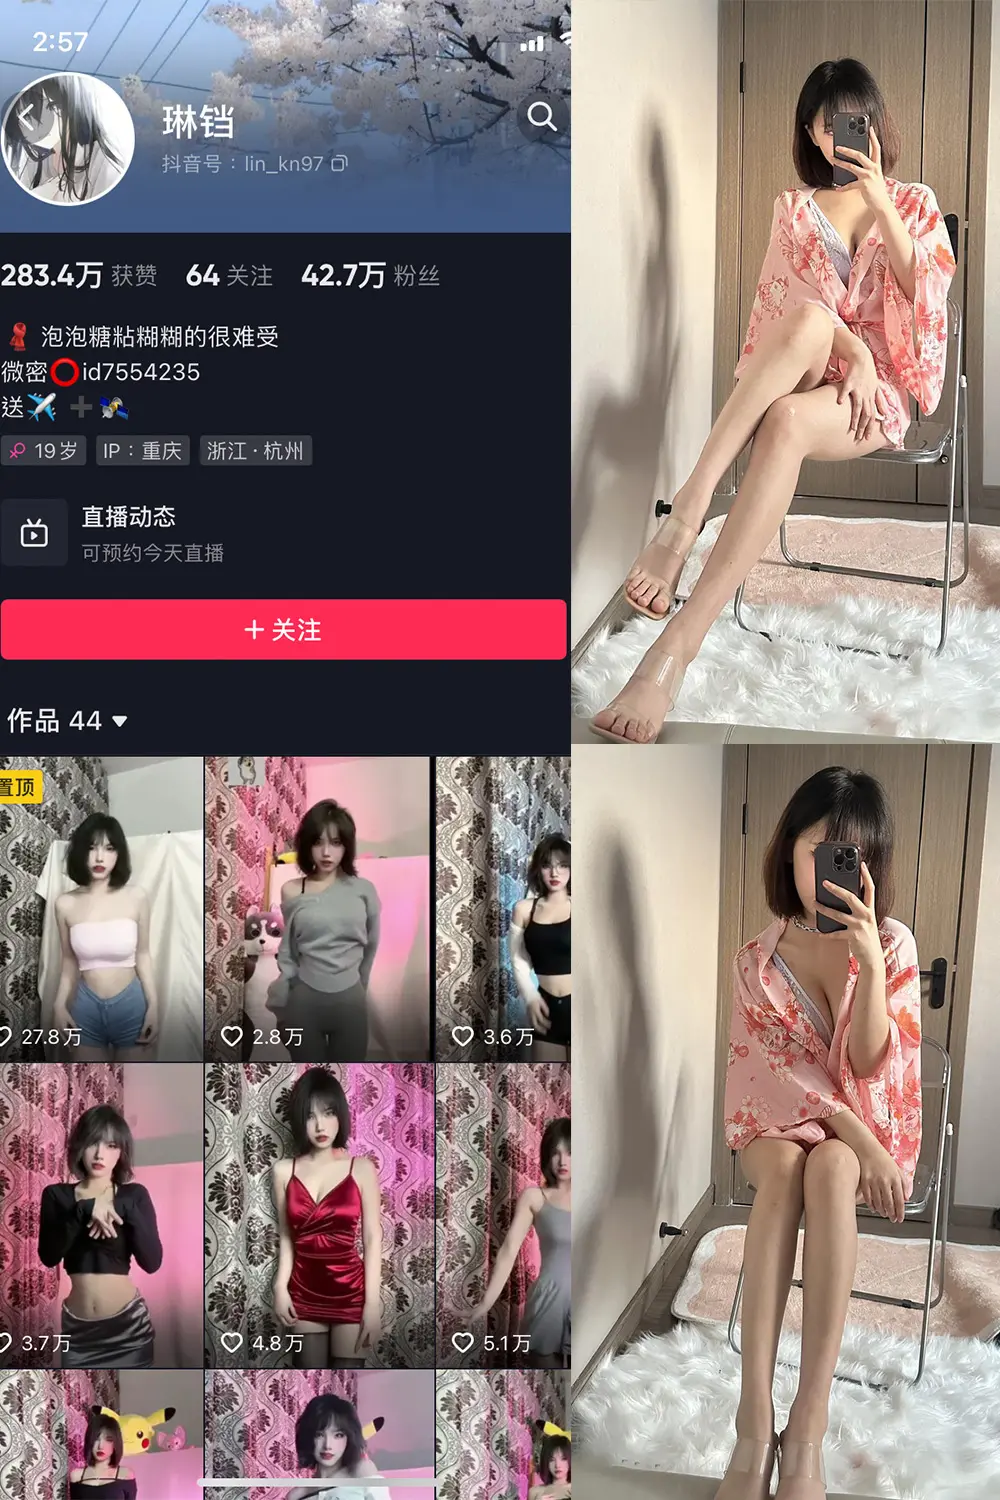 2:57
琳铛
抖音号：lin_kn97
283.4万 获赞 64 关注 42.7万 粉丝
泡泡糖粘糊糊的很难受
微密⭕id7554235
送✈️➕🛰️
19岁 IP：重庆 浙江·杭州
直播动态
可预约今天直播
+ 关注
作品 44
置顶
27.8万 2.8万 3.6万
3.7万 4.8万 5.1万